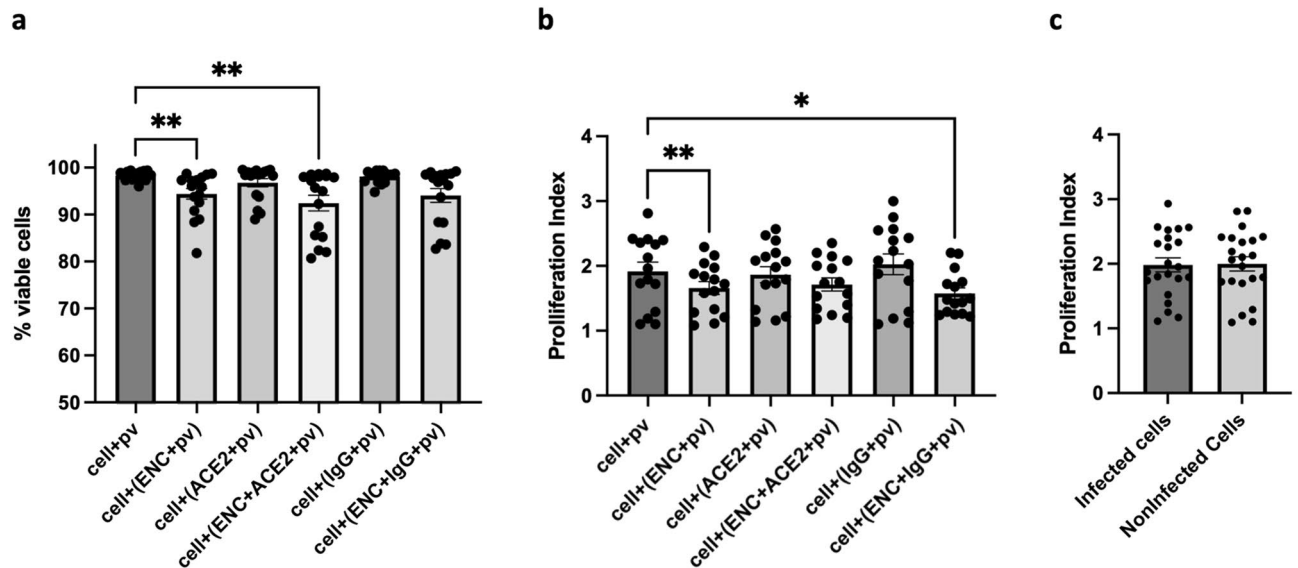 a
b
c
**
**
100
90
80
70
60
50
% viable cells
cell+pv
cell+(ENC+pv)
cell+(ACE2+pv)
cell+(ENC+ACE2+pv)
cell+(IgG+pv)
cell+(ENC+IgG+pv)
*
**
4
3
2
1
0
Prolliferation Index
cell+pv
cell+(ENC+pv)
cell+(ACE2+pv)
cell+(ENC+ACE2+pv)
cell+(IgG+pv)
cell+(ENC+IgG+pv)
4
3
2
1
0
Proliferation Index
Infected cells
NonInfected Cells